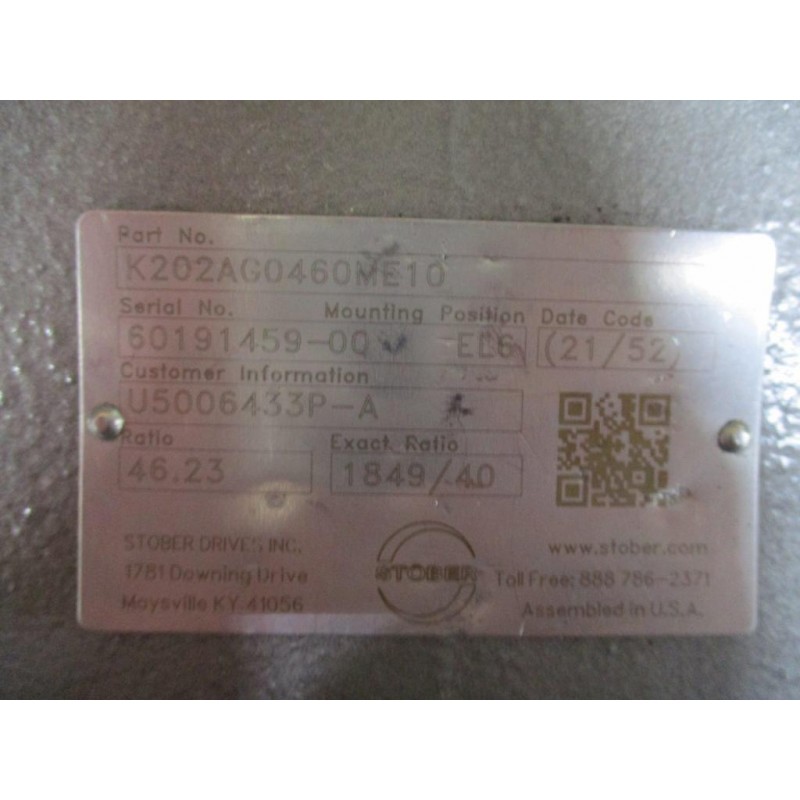 Part No.
K202AG0460ME10
Serial No. Mounting Position Date Code
60191459-00 EL6 (21/52)
Customer Information
U5006433P-A
Ratio Exact Ratio
46.23 1849/40
STOBER DRIVES INC.
1781 Downing Drive
Maysville KY 41056
STOBER
www.stober.com
Toll Free: 888 786-2371
Assembled in U.S.A.